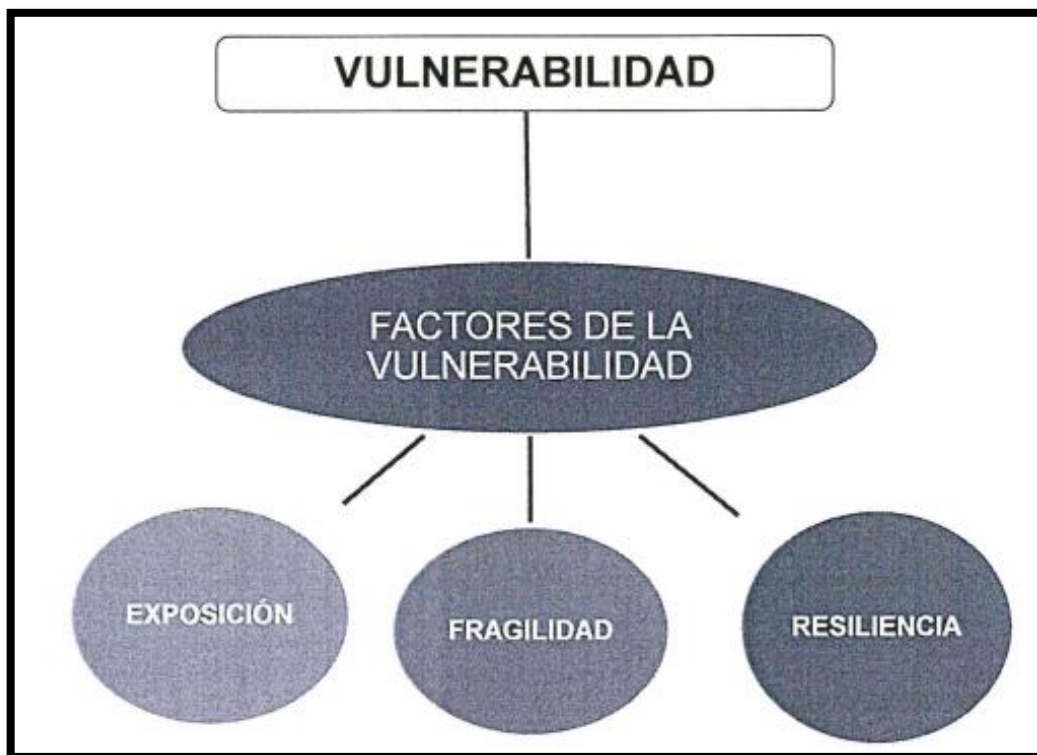 VULNERABILIDAD
FACTORES DE LA
VULNERABILIDAD
EXPOSICIÓN
FRAGILIDAD
RESILIENCIA